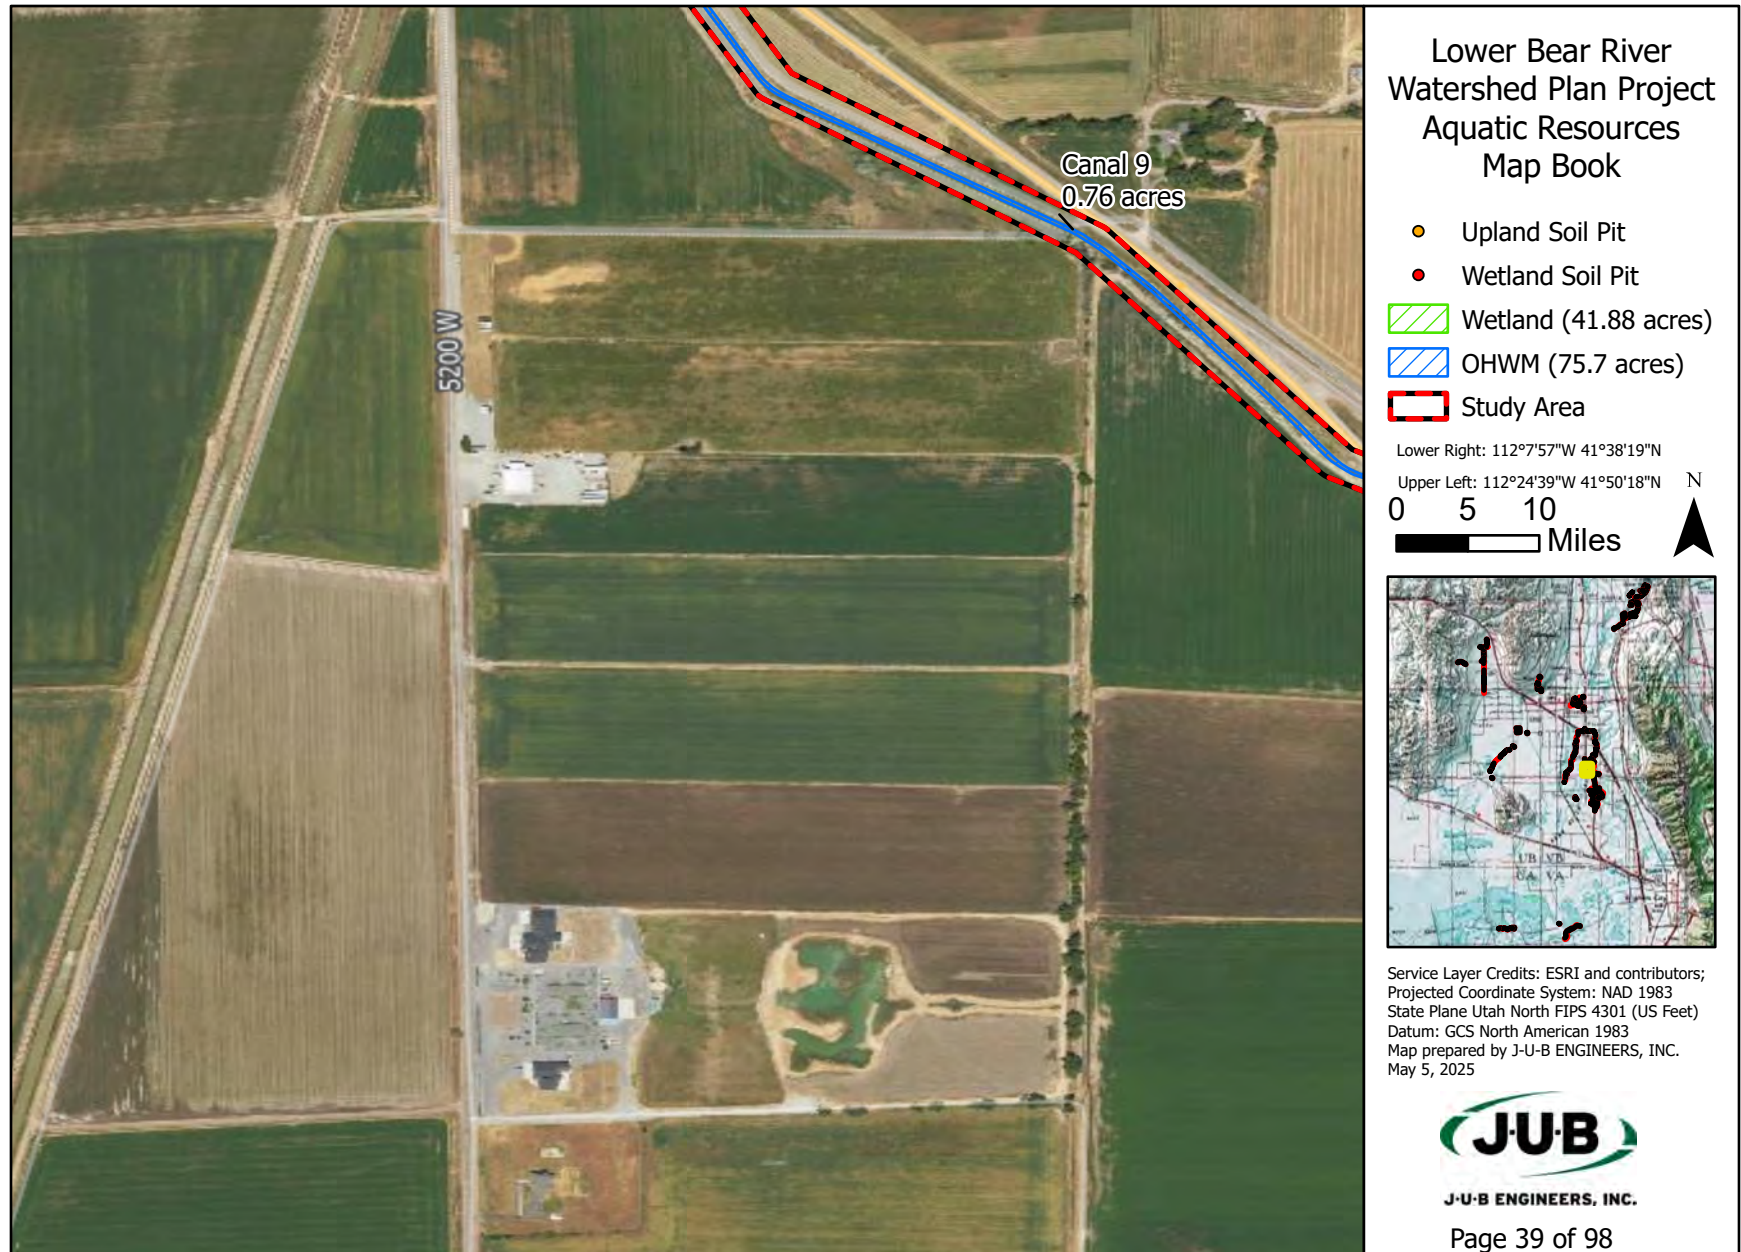 Canal 9
0.76 acres
5200 W
Lower Bear River
Watershed Plan Project
Aquatic Resources
Map Book
Upland Soil Pit
Wetland Soil Pit
Wetland (41.88 acres)
OHWM (75.7 acres)
Study Area
Lower Right: 112°7'57"W 41°38'19"N
Upper Left: 112°24'39"W 41°50'18"N
N
0 5 10
Miles
UB VB
UA VA
Service Layer Credits: ESRI and contributors;
Projected Coordinate System: NAD 1983
State Plane Utah North FIPS 4301 (US Feet)
Datum: GCS North American 1983
Map prepared by J-U-B ENGINEERS, INC.
May 5, 2025
J·U·B
J·U·B ENGINEERS, INC.
Page 39 of 98